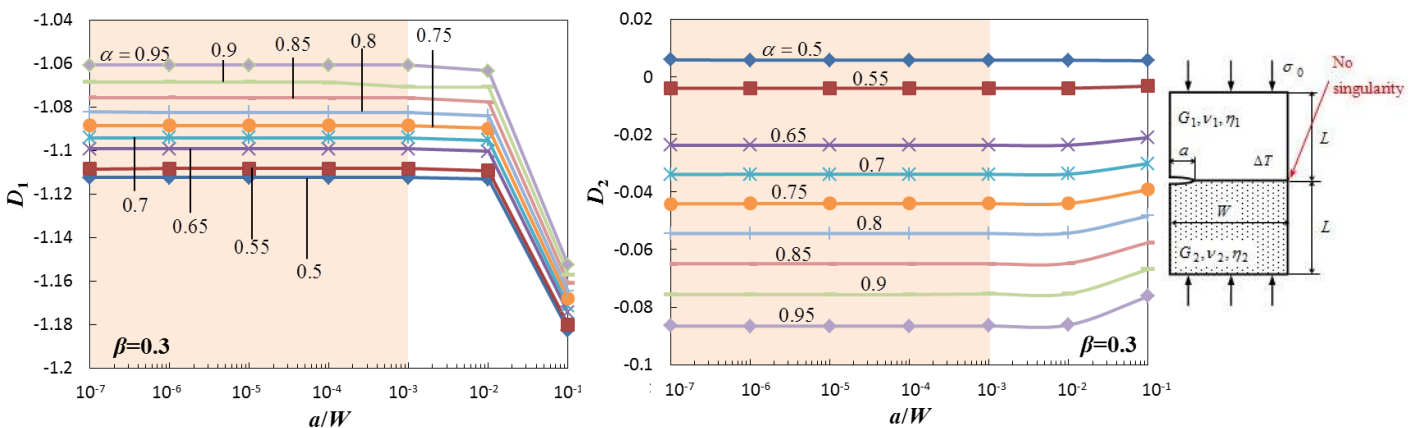 -1.04
-1.06
-1.08
-1.1
-1.12
-1.14
-1.16
-1.18
-1.2
D₁
α = 0.95
0.9
0.85
0.8
0.75
0.7
0.65
0.55
0.5
β=0.3
10⁻⁷ 10⁻⁶ 10⁻⁵ 10⁻⁴ 10⁻³ 10⁻² 10⁻¹
a/W
0.02
0
-0.02
-0.04
-0.06
-0.08
-0.1
D₂
α = 0.5
0.55
0.65
0.7
0.75
0.8
0.85
0.9
0.95
β=0.3
10⁻⁷ 10⁻⁶ 10⁻⁵ 10⁻⁴ 10⁻³ 10⁻² 10⁻¹
a/W
σ₀
No
singularity
G₁, ν₁, η₁
a
ΔT
L
W
L
G₂, ν₂, η₂